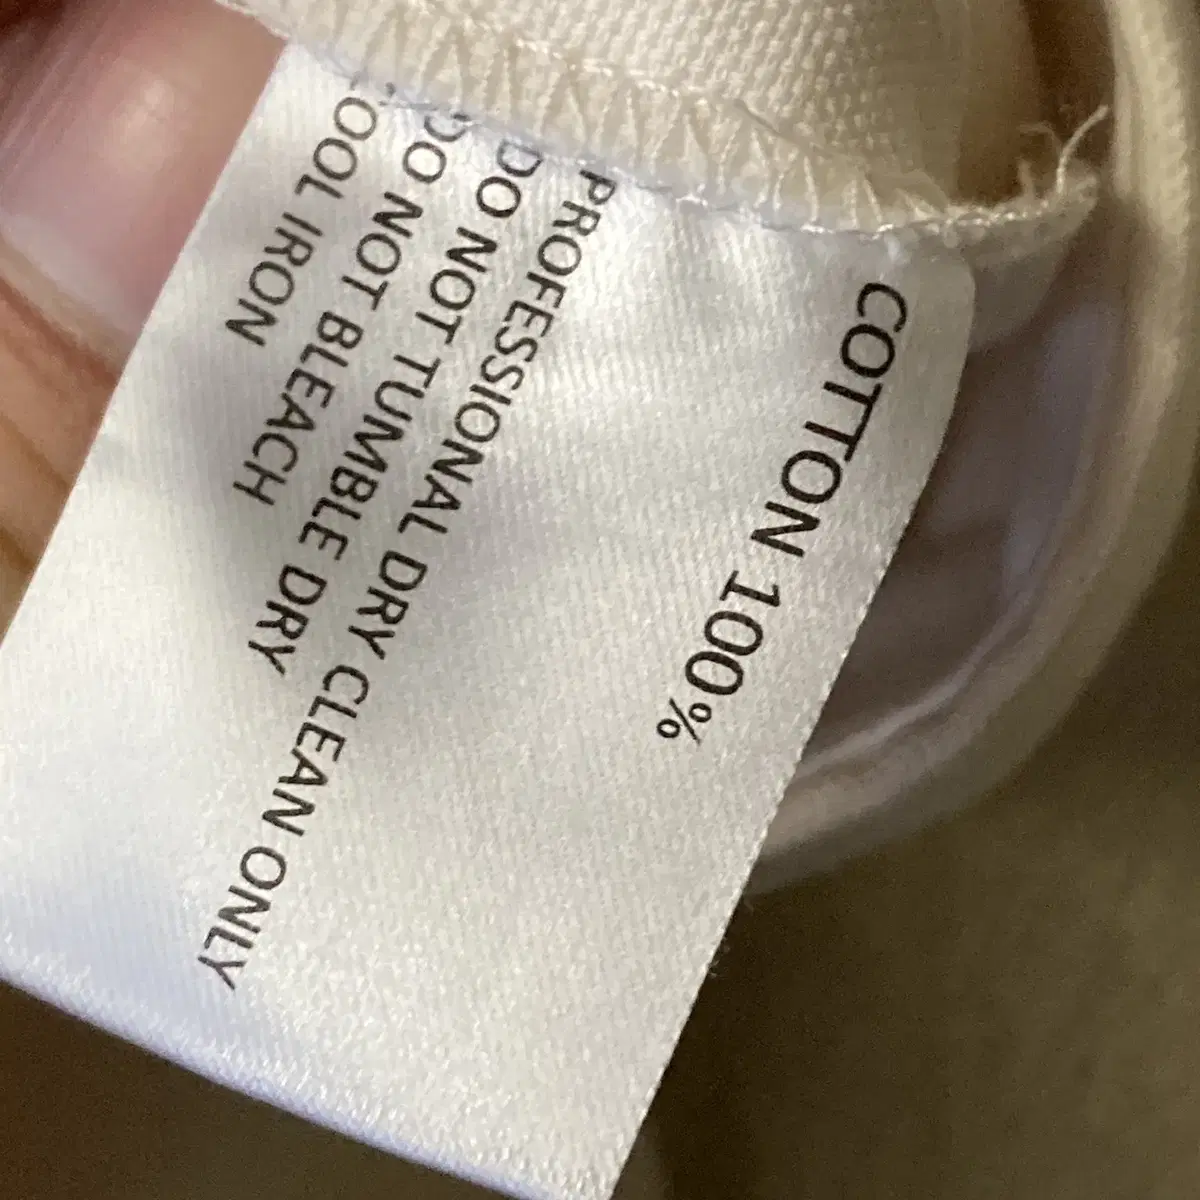 COTTON 100%
PROFESSIONAL DRY CLEAN ONLY
DO NOT TUMBLE DRY
DO NOT BLEACH
COOL IRON